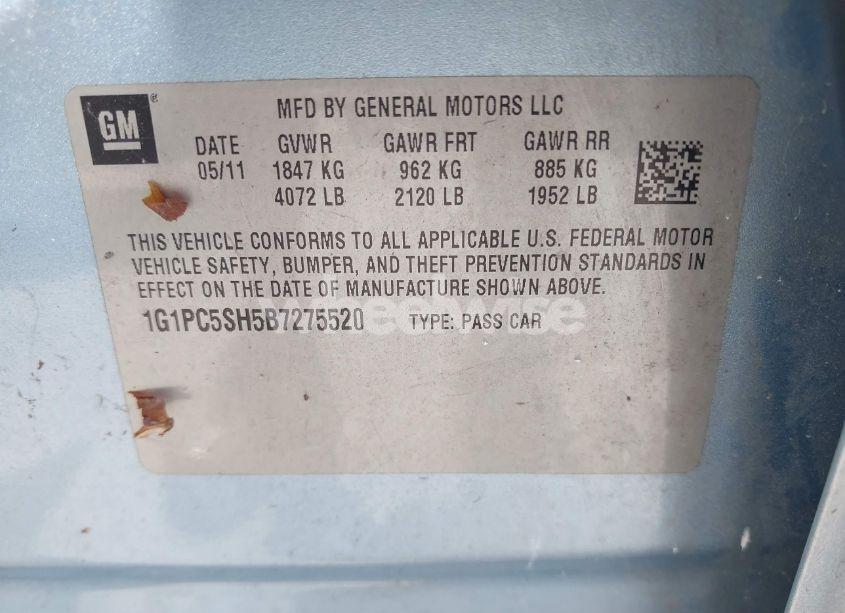 GM ®
MFD BY GENERAL MOTORS LLC
DATE GVWR GAWR FRT GAWR RR
05/11 1847 KG 962 KG 885 KG
4072 LB 2120 LB 1952 LB
THIS VEHICLE CONFORMS TO ALL APPLICABLE U.S. FEDERAL MOTOR
VEHICLE SAFETY, BUMPER, AND THEFT PREVENTION STANDARDS IN
EFFECT ON THE DATE OF MANUFACTURE SHOWN ABOVE.
1G1PC5SH5B7275520 TYPE: PASS CAR
wheelwise